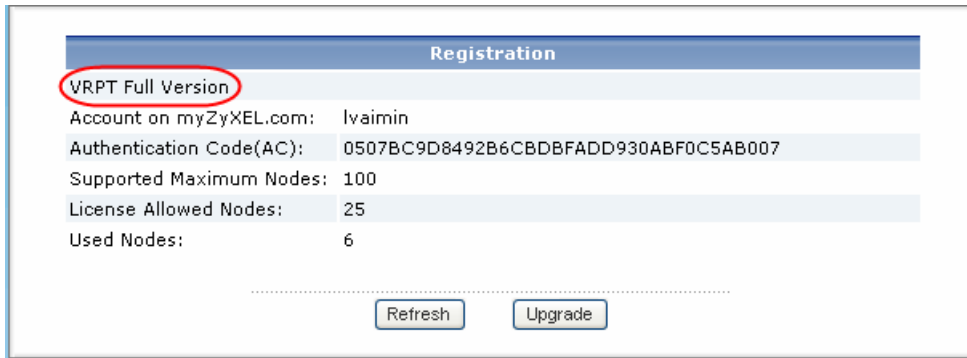 Registration
VRPT Full Version
Account on myZyXEL.com: lvaimin
Authentication Code(AC): 0507BC9D8492B6CBDBFADD930ABF0C5AB007
Supported Maximum Nodes: 100
License Allowed Nodes: 25
Used Nodes: 6
Refresh Upgrade